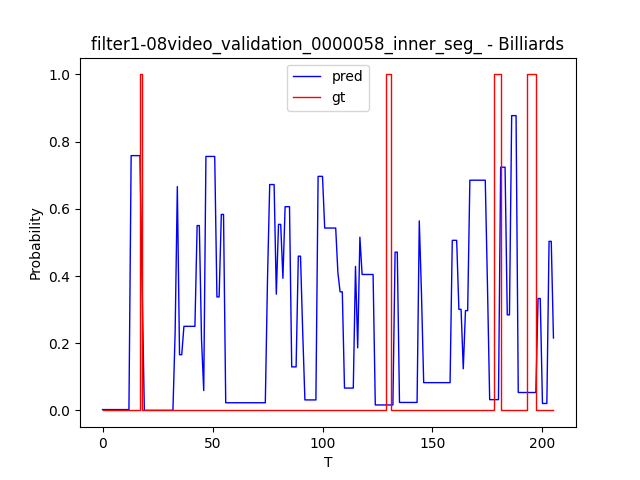 filter1-08video_validation_0000058_inner_seg_ - Billiards
pred
gt
1.0
0.8
0.6
0.4
0.2
0.0
Probability
0
50
100
150
200
T